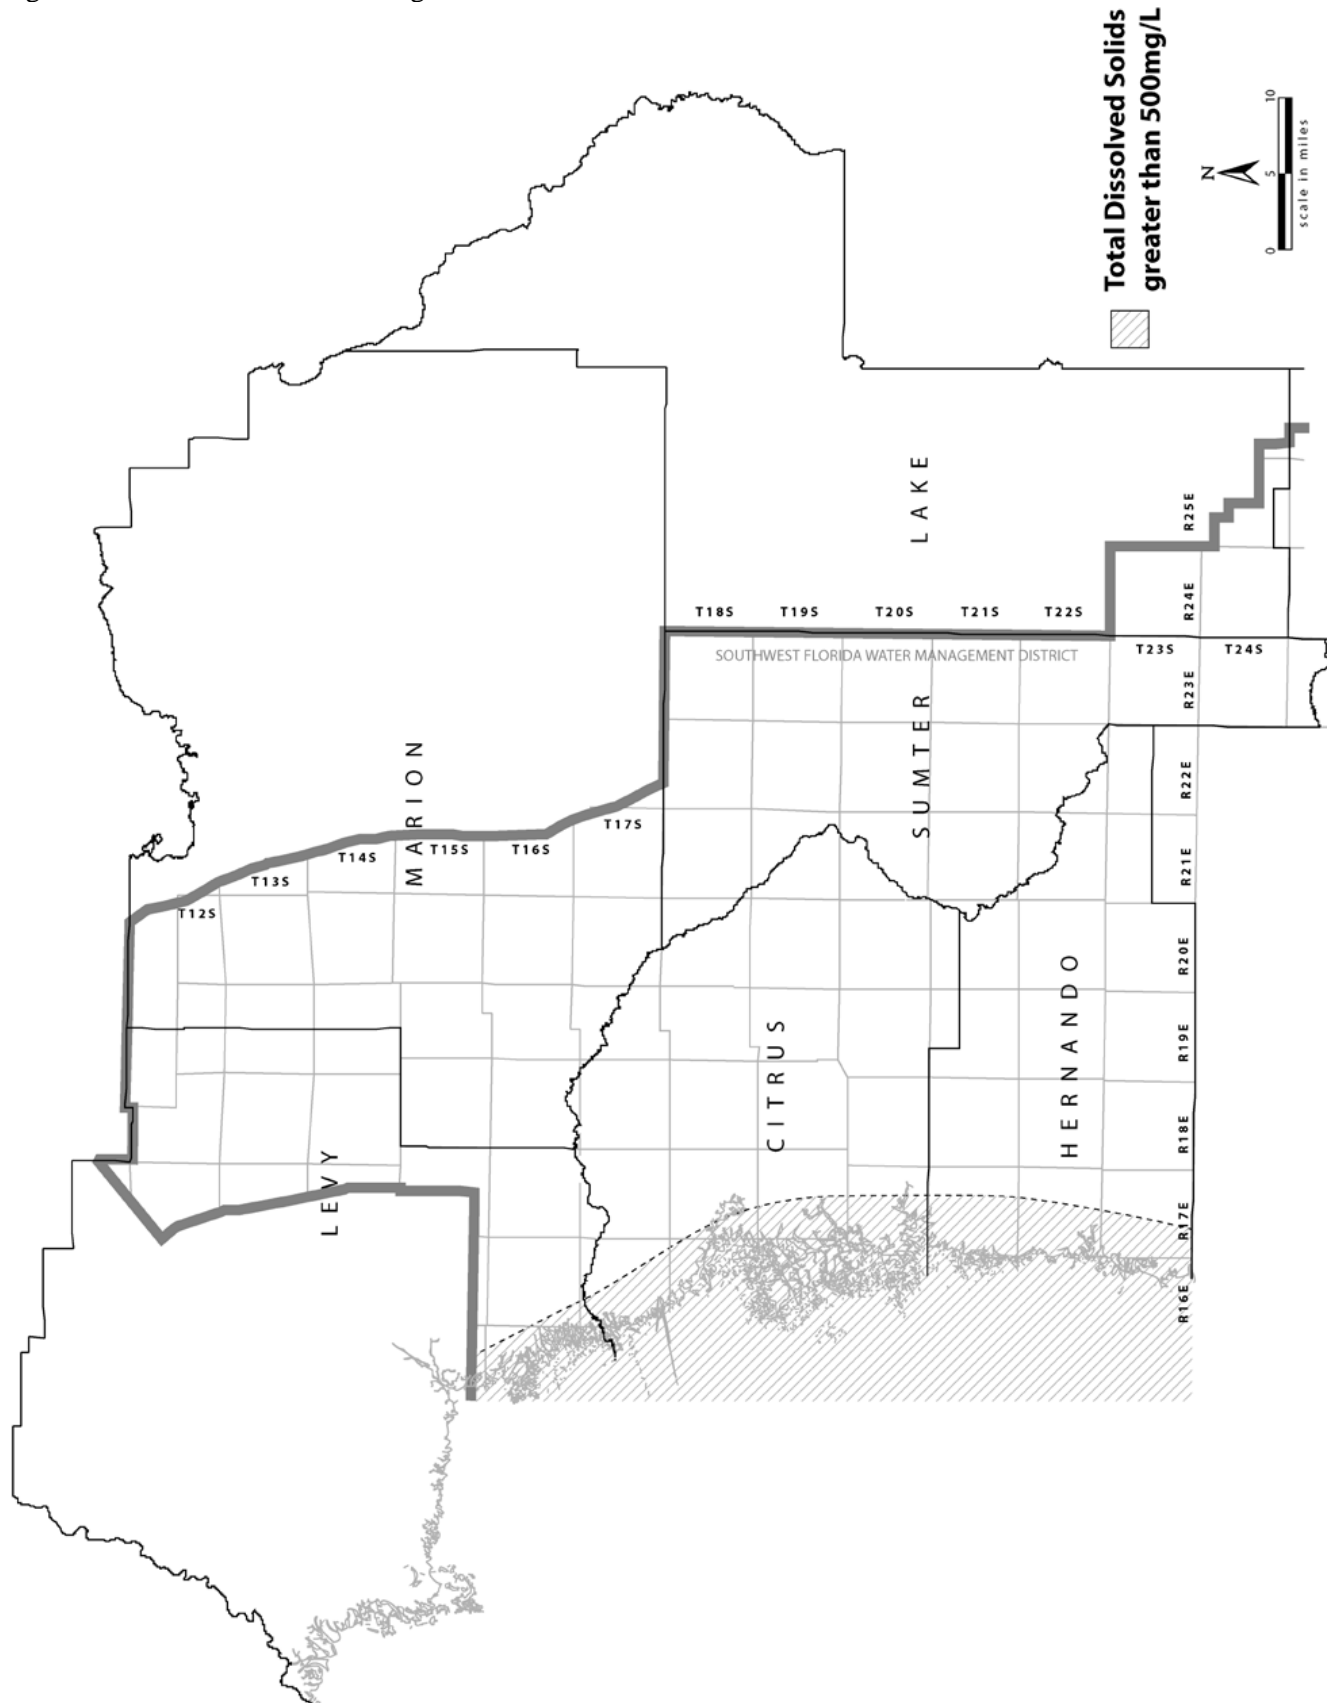 Total Dissolved Solids
greater than 500mg/L
N
0 5 10
scale in miles
MARION
LEVY
LAKE
SUMTER
CITRUS
HERNANDO
SOUTHWEST FLORIDA WATER MANAGEMENT DISTRICT
T12S
T13S
T14S
T15S
T16S
T17S
T18S
T19S
T20S
T21S
T22S
T23S
T24S
R16E
R17E
R18E
R19E
R20E
R21E
R22E
R23E
R24E
R25E